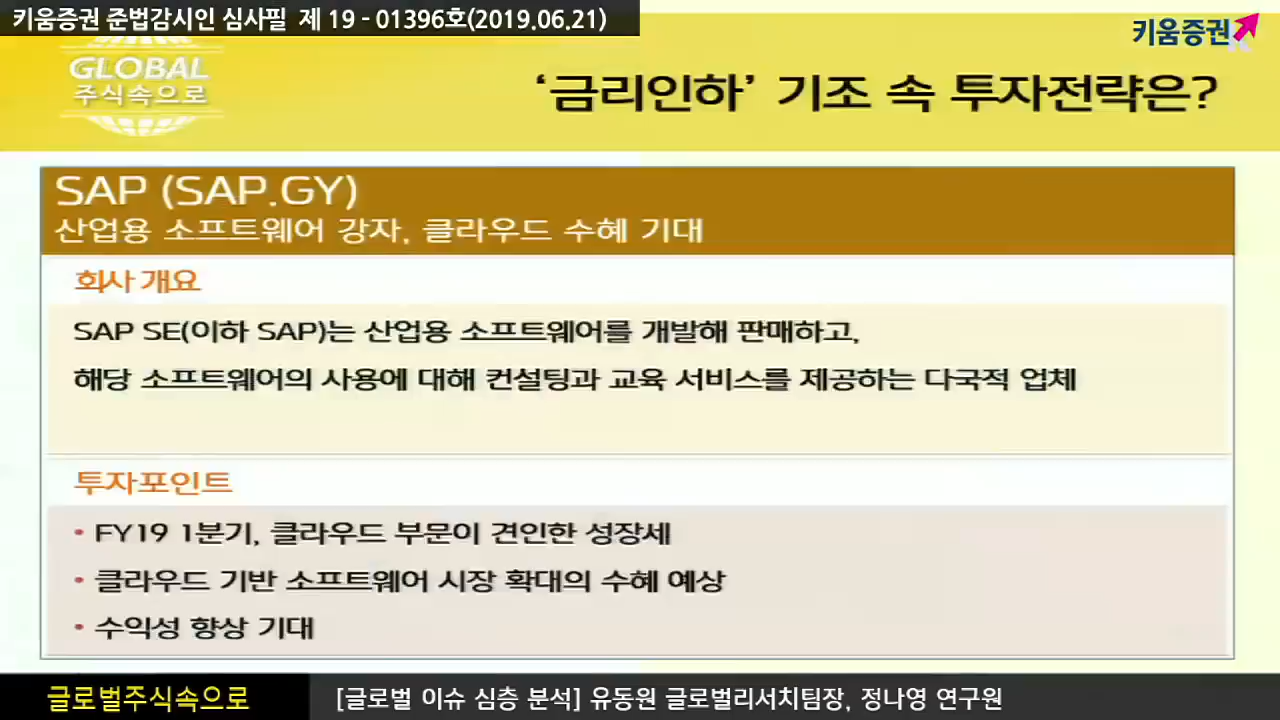 키움증권 준법감시인 심사필 제 19 - 01396호(2019.06.21)
키움증권
GLOBAL
주식속으로
‘금리인하’ 기조 속 투자전략은?
SAP (SAP.GY)
산업용 소프트웨어 강자, 클라우드 수혜 기대
회사 개요
SAP SE(이하 SAP)는 산업용 소프트웨어를 개발해 판매하고,
해당 소프트웨어의 사용에 대해 컨설팅과 교육 서비스를 제공하는 다국적 업체
투자포인트
• FY19 1분기, 클라우드 부문이 견인한 성장세
• 클라우드 기반 소프트웨어 시장 확대의 수혜 예상
• 수익성 향상 기대
글로벌주식속으로
[글로벌 이슈 심층 분석] 유동원 글로벌리서치팀장, 정나영 연구원